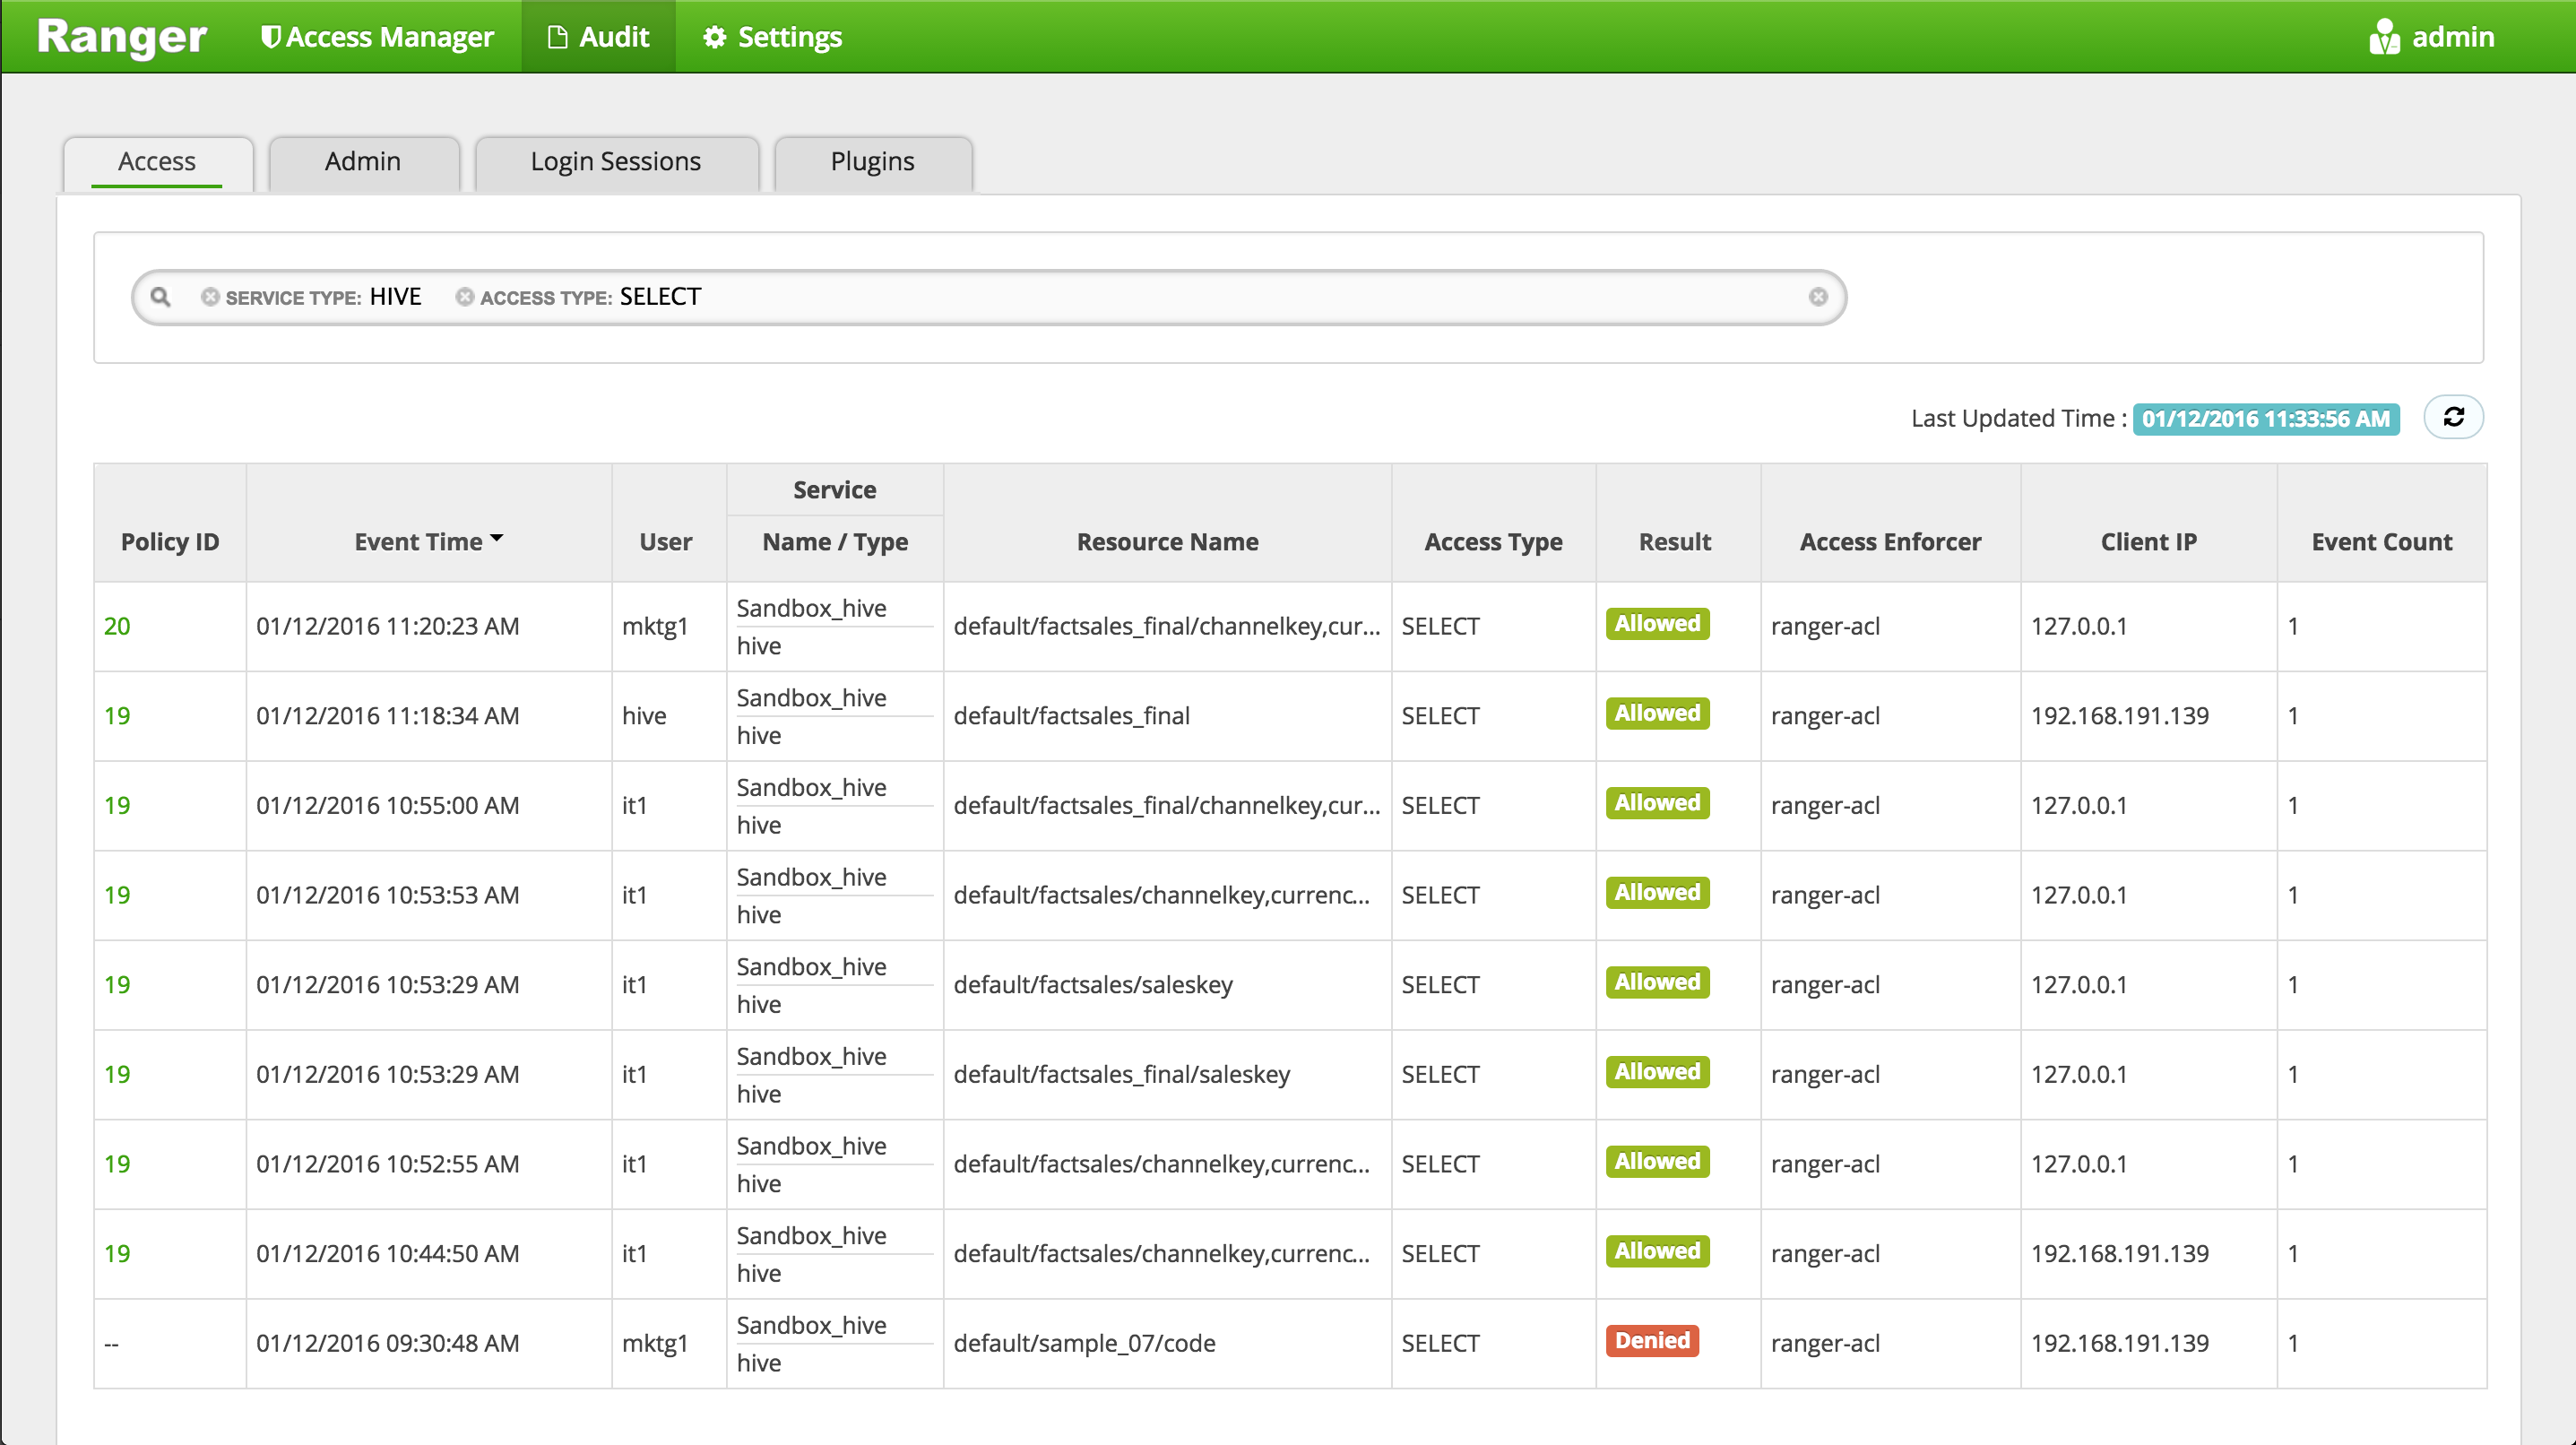 Ranger Access Manager Audit Settings admin
Access Admin Login Sessions Plugins
SERVICE TYPE: HIVE ACCESS TYPE: SELECT
Last Updated Time : 01/12/2016 11:33:56 AM
Service
Policy ID Event Time User Name / Type Resource Name Access Type Result Access Enforcer Client IP Event Count
20 01/12/2016 11:20:23 AM mktg1 Sandbox_hive hive default/factsales_final/channelkey,cur... SELECT Allowed ranger-acl 127.0.0.1 1
19 01/12/2016 11:18:34 AM hive Sandbox_hive hive default/factsales_final SELECT Allowed ranger-acl 192.168.191.139 1
19 01/12/2016 10:55:00 AM it1 Sandbox_hive hive default/factsales_final/channelkey,cur... SELECT Allowed ranger-acl 127.0.0.1 1
19 01/12/2016 10:53:53 AM it1 Sandbox_hive hive default/factsales/channelkey,currenc... SELECT Allowed ranger-acl 127.0.0.1 1
19 01/12/2016 10:53:29 AM it1 Sandbox_hive hive default/factsales/saleskey SELECT Allowed ranger-acl 127.0.0.1 1
19 01/12/2016 10:53:29 AM it1 Sandbox_hive hive default/factsales_final/saleskey SELECT Allowed ranger-acl 127.0.0.1 1
19 01/12/2016 10:52:55 AM it1 Sandbox_hive hive default/factsales/channelkey,currenc... SELECT Allowed ranger-acl 127.0.0.1 1
19 01/12/2016 10:44:50 AM it1 Sandbox_hive hive default/factsales/channelkey,currenc... SELECT Allowed ranger-acl 192.168.191.139 1
-- 01/12/2016 09:30:48 AM mktg1 Sandbox_hive hive default/sample_07/code SELECT Denied ranger-acl 192.168.191.139 1